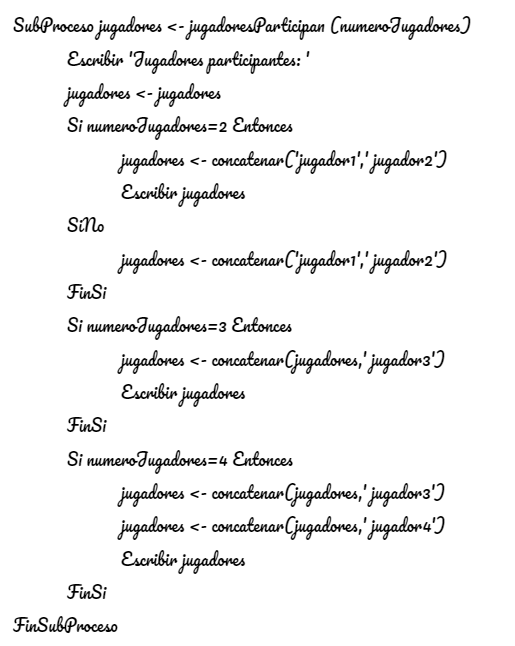 SubProceso jugadores <- jugadoresParticipan (numeroJugadores)
Escribir 'Jugadores participantes: '
jugadores <- jugadores
Si numeroJugadores=2 Entonces
jugadores <- concatenar('jugador1',' jugador2')
Escribir jugadores
SiNo
jugadores <- concatenar('jugador1',' jugador2')
FinSi
Si numeroJugadores=3 Entonces
jugadores <- concatenar(jugadores,' jugador3')
Escribir jugadores
FinSi
Si numeroJugadores=4 Entonces
jugadores <- concatenar(jugadores,' jugador3')
jugadores <- concatenar(jugadores,' jugador4')
Escribir jugadores
FinSi
FinSubProceso